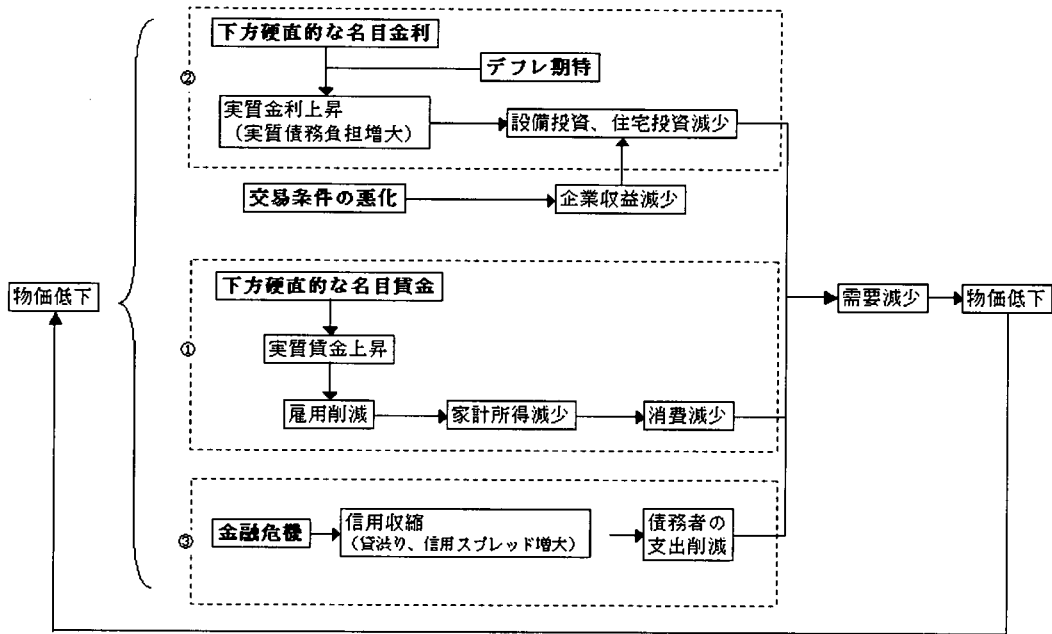 下方硬直的な名目金利
デフレ期待
②
実質金利上昇
(実質債務負担増大)
設備投資、住宅投資減少
交易条件の悪化
企業収益減少
物価低下
下方硬直的な名目賃金
①
実質賃金上昇
雇用削減
家計所得減少
消費減少
需要減少
物価低下
③
金融危機
信用収縮
(貸渋り、信用スプレッド増大)
債務者の
支出削減